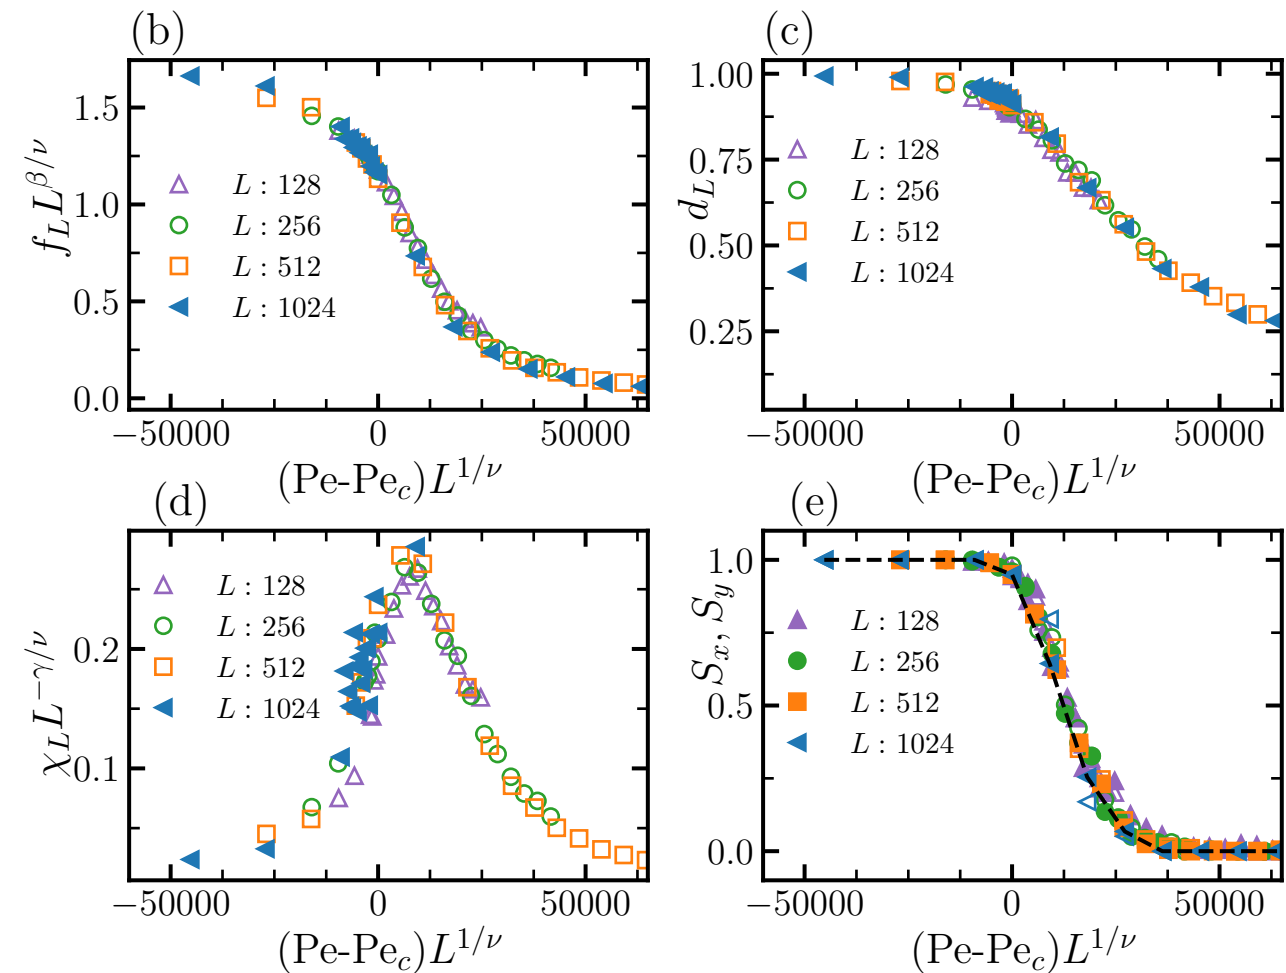 (b)
f_L L^{β/ν}
1.5
1.0
0.5
0.0
L : 128
L : 256
L : 512
L : 1024
−50000 0 50000
(Pe-Pe_c)L^{1/ν}
(c)
d_L
1.00
0.75
0.50
0.25
L : 128
L : 256
L : 512
L : 1024
−50000 0 50000
(Pe-Pe_c)L^{1/ν}
(d)
χ_L L^{−γ/ν}
0.2
0.1
L : 128
L : 256
L : 512
L : 1024
−50000 0 50000
(Pe-Pe_c)L^{1/ν}
(e)
S_x, S_y
1.0
0.5
0.0
L : 128
L : 256
L : 512
L : 1024
−50000 0 50000
(Pe-Pe_c)L^{1/ν}